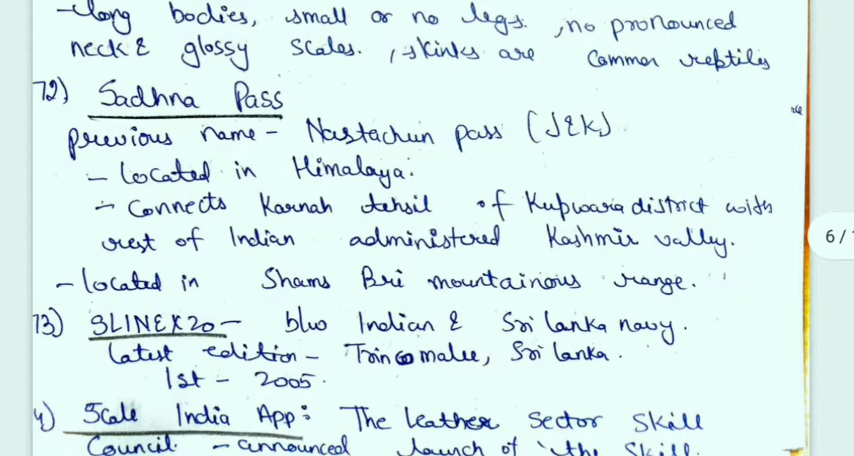 - long bodies, small or no legs, no pronounced
neck & glossy scales, skinks are common reptiles
72) Sadhna Pass
previous name - Nastachun pass (J&K)
- located in Himalaya.
- Connects Karnah tehsil of Kupwara district with
rest of Indian administered Kashmir valley.
- located in Shams Bri mountainous range.
73) SLINEX20 - b/w Indian & Sri Lanka navy.
Latest edition - Trincomalee, Sri Lanka.
1st - 2005.
4) Scale India App: The leather Sector Skill
Council - announced launch of the Skill
6/